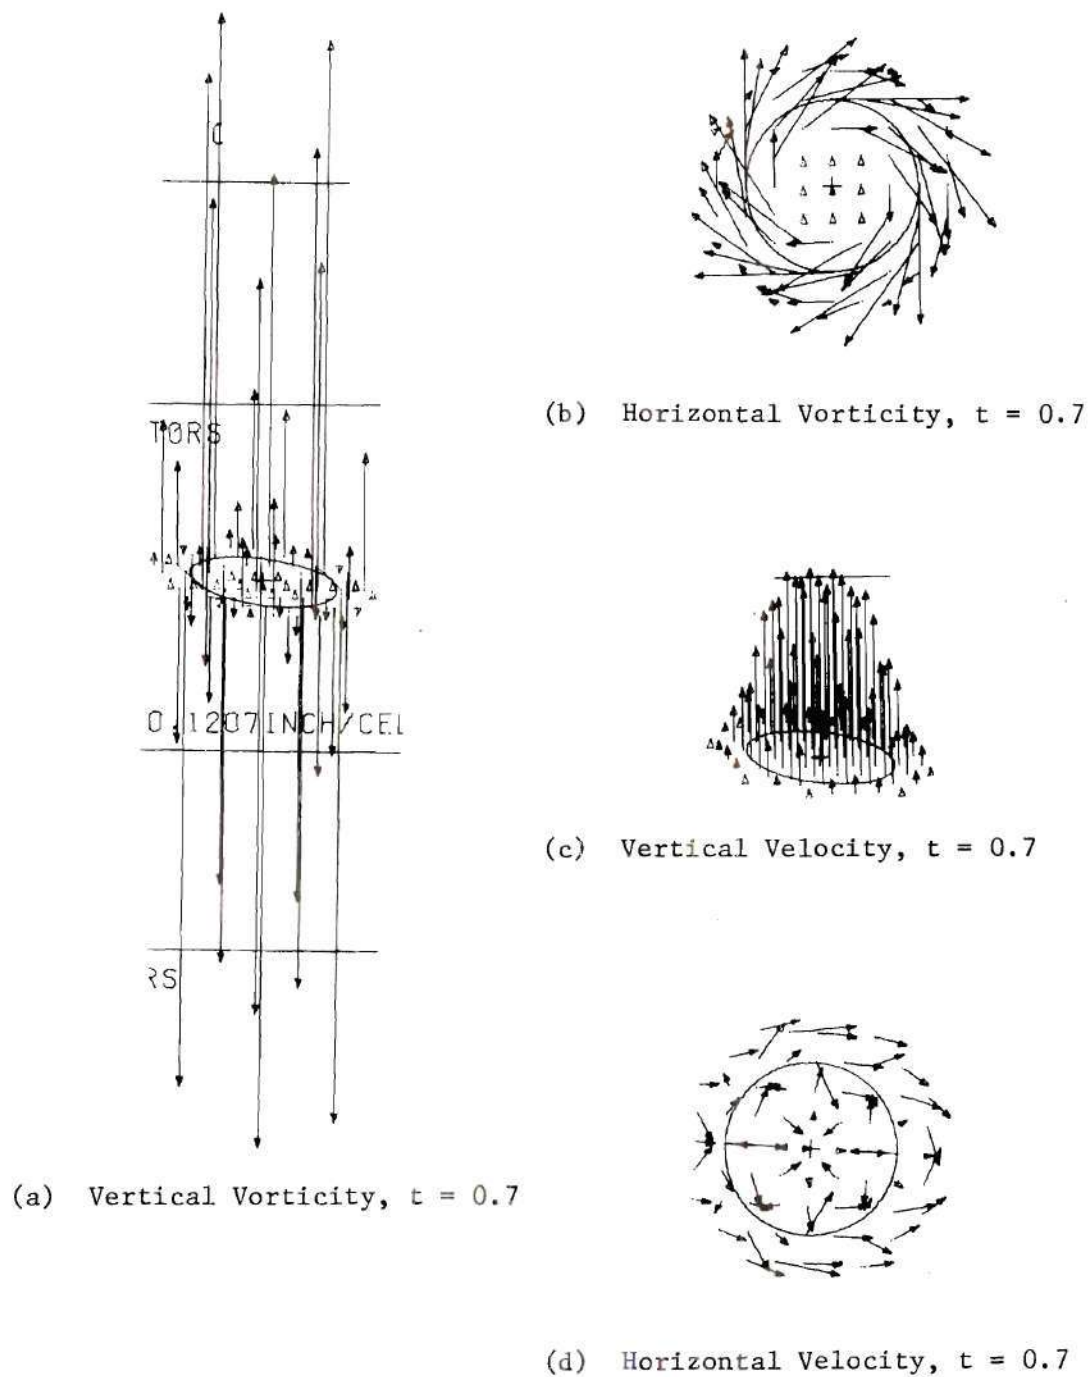 C
TORS
0.1207INCH/CEL
RS
(a) Vertical Vorticity, t = 0.7
(b) Horizontal Vorticity, t = 0.7
(c) Vertical Velocity, t = 0.7
(d) Horizontal Velocity, t = 0.7